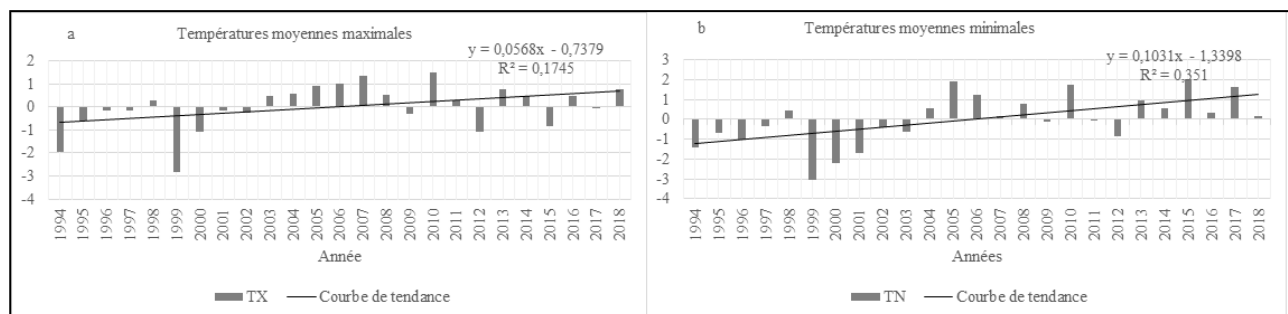 a
Températures moyennes maximales
y = 0,0568x - 0,7379
R² = 0,1745
2
1
0
-1
-2
-3
-4
1994 1995 1996 1997 1998 1999 2000 2001 2002 2003 2004 2005 2006 2007 2008 2009 2010 2011 2012 2013 2014 2015 2016 2017 2018
Année
TX Courbe de tendance
b
Températures moyennes minimales
y = 0,1031x - 1,3398
R² = 0,351
3
2
1
0
-1
-2
-3
-4
1994 1995 1996 1997 1998 1999 2000 2001 2002 2003 2004 2005 2006 2007 2008 2009 2010 2011 2012 2013 2014 2015 2016 2017 2018
Années
TN Courbe de tendance